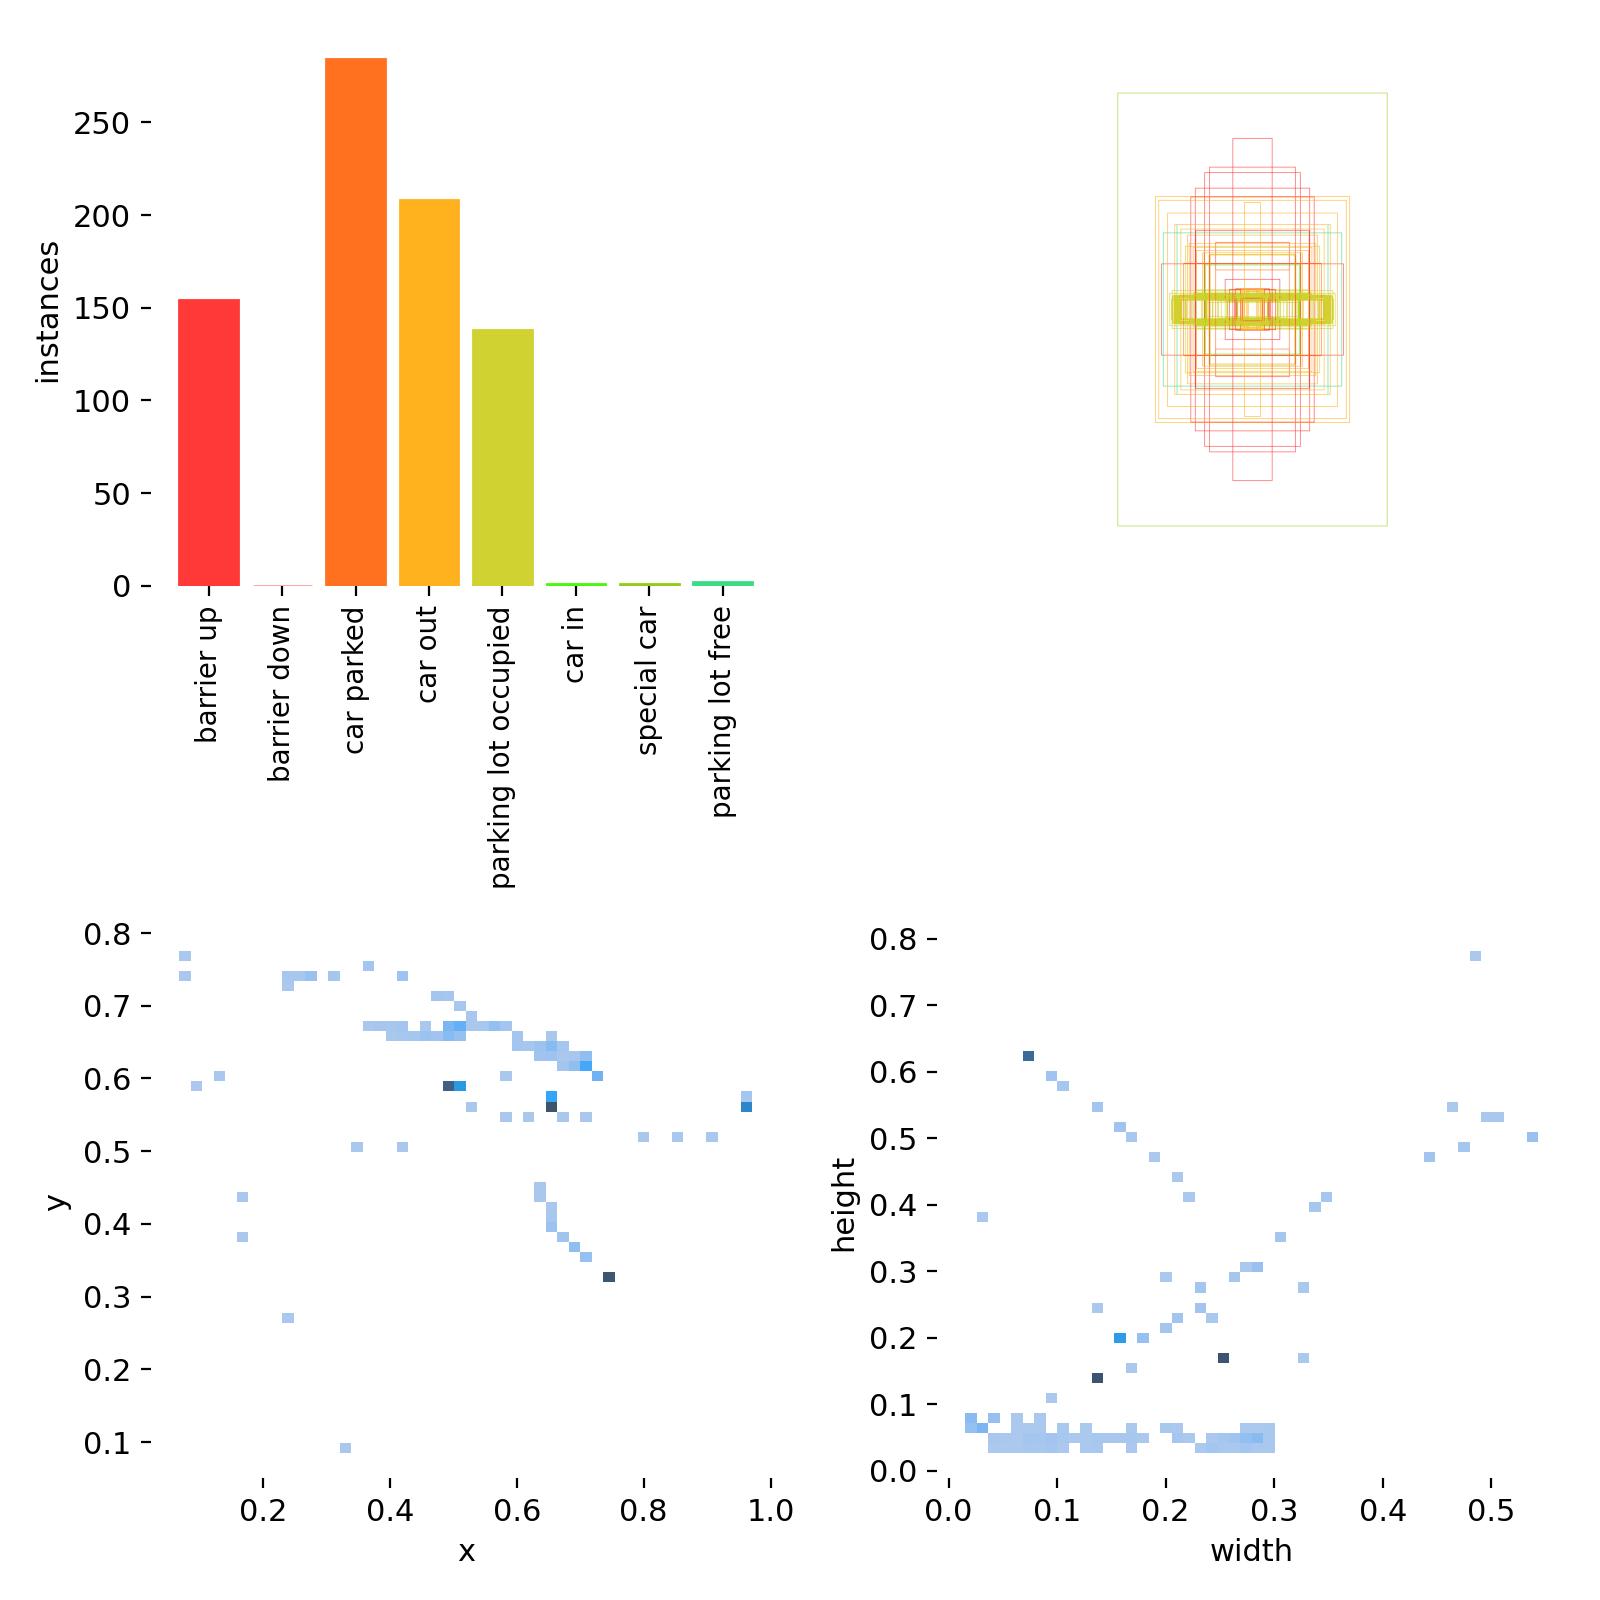 250
200
150
100
50
0
instances
barrier up
barrier down
car parked
car out
parking lot occupied
car in
special car
parking lot free
0.8
0.7
0.6
0.5
0.4
0.3
0.2
0.1
y
0.2
0.4
0.6
0.8
1.0
x
0.8
0.7
0.6
0.5
0.4
0.3
0.2
0.1
0.0
height
0.0
0.1
0.2
0.3
0.4
0.5
width